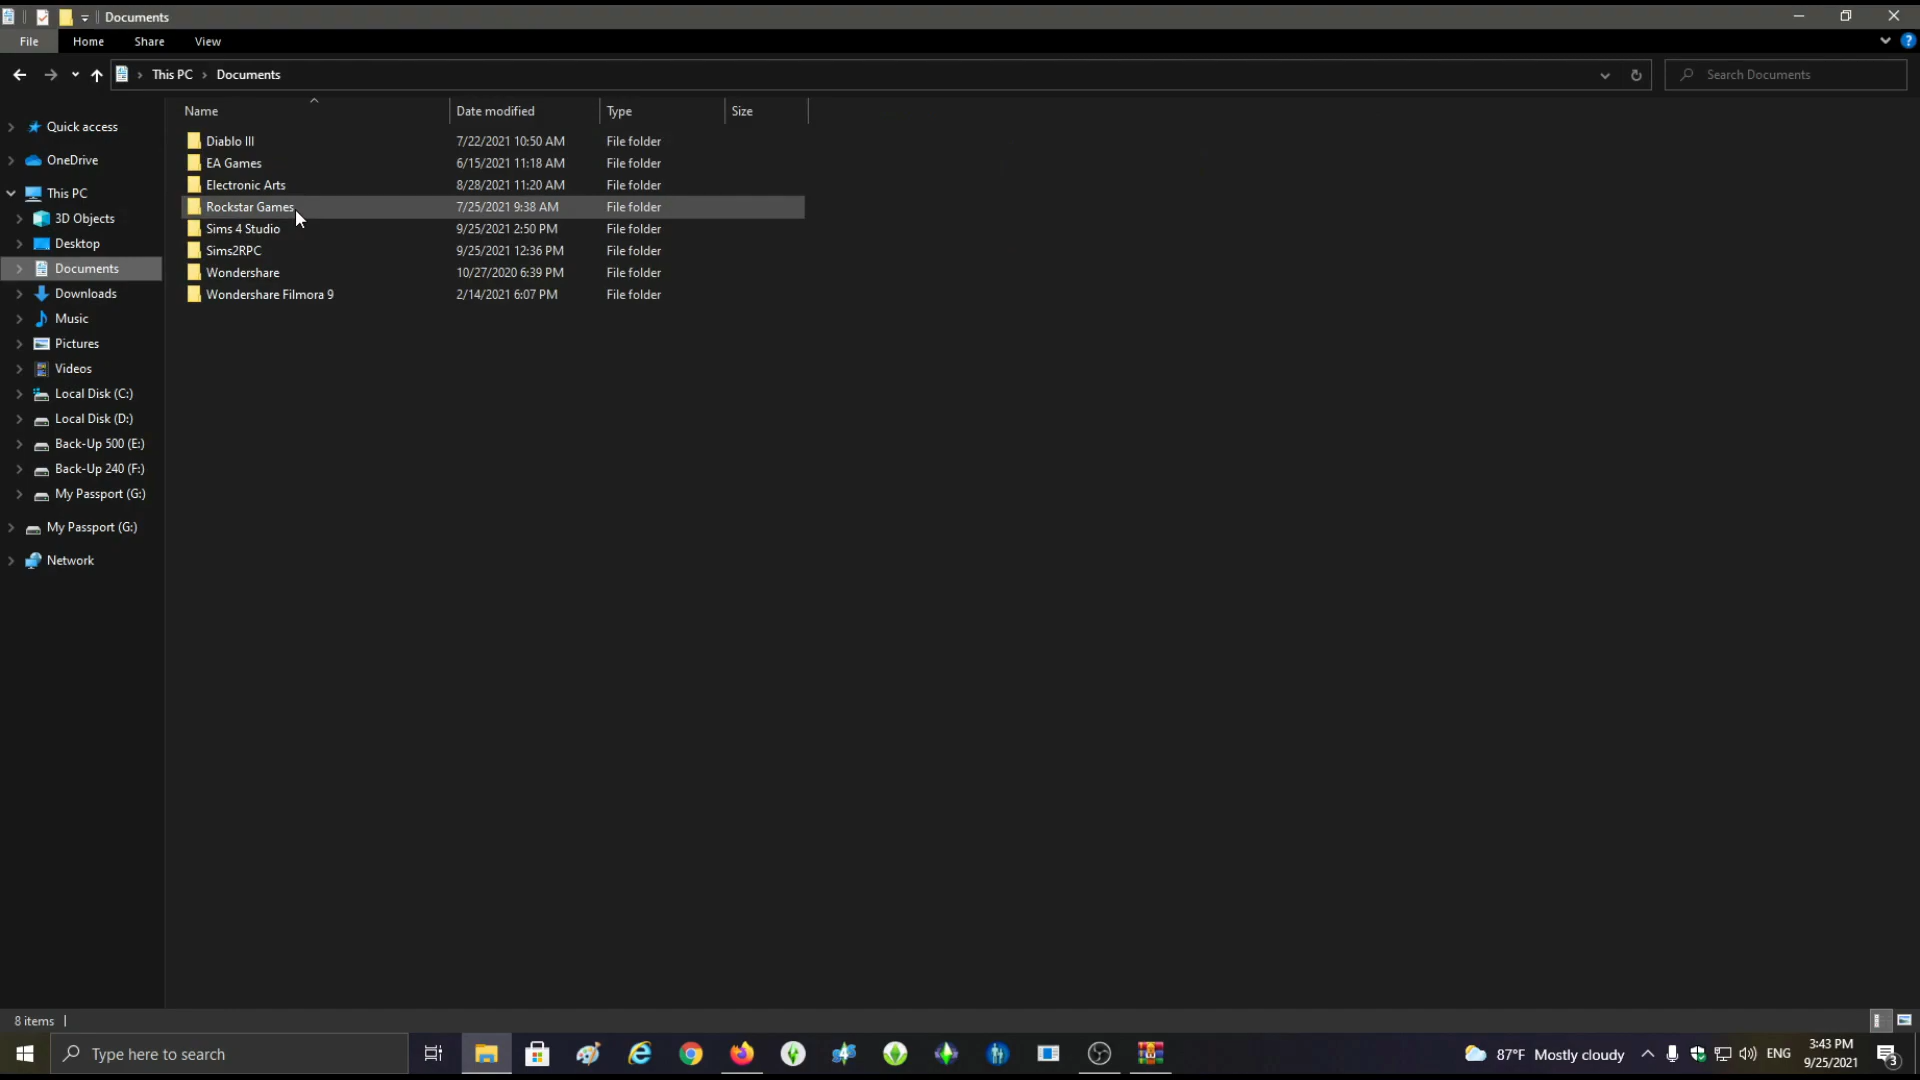 Documents
File Home Share View
This PC Documents Search Documents
Name Date modified Type Size
Quick access
OneDrive
This PC
3D Objects
Desktop
Documents
Downloads
Music
Pictures
Videos
Local Disk (C:)
Local Disk (D:)
Back-Up 500 (E:)
Back-Up 240 (F:)
My Passport (G:)
My Passport (G:)
Network
Diablo III 7/22/2021 10:50 AM File folder
EA Games 6/15/2021 11:18 AM File folder
Electronic Arts 8/28/2021 11:20 AM File folder
Rockstar Games 7/25/2021 9:38 AM File folder
Sims 4 Studio 9/25/2021 2:50 PM File folder
Sims2RPC 9/25/2021 12:36 PM File folder
Wondershare 10/27/2020 6:39 PM File folder
Wondershare Filmora 9 2/14/2021 6:07 PM File folder
8 items
Type here to search 87°F Mostly cloudy ENG 3:43 PM
9/25/2021 3